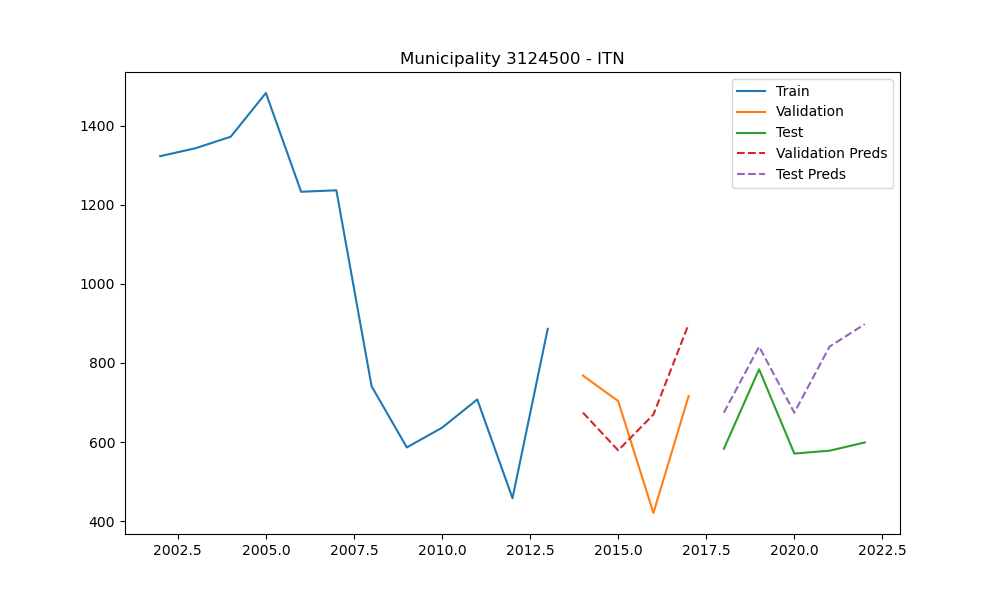 Municipality 3124500 - ITN
Train
Validation
Test
Validation Preds
Test Preds
1400
1200
1000
800
600
400
2002.5 2005.0 2007.5 2010.0 2012.5 2015.0 2017.5 2020.0 2022.5